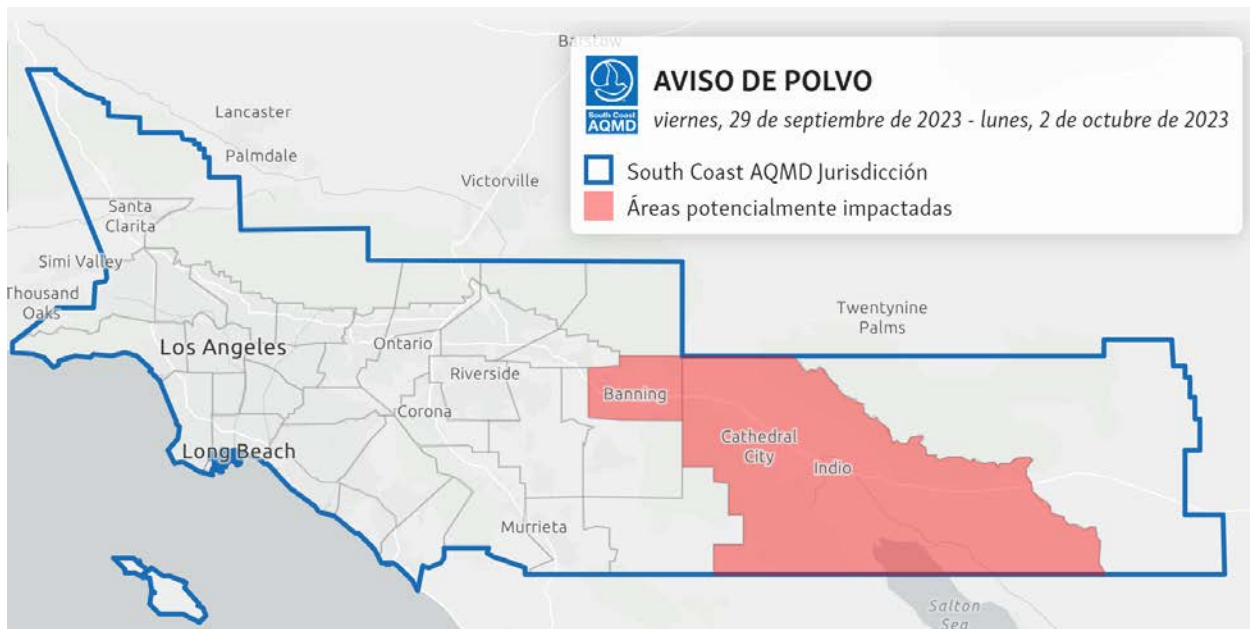 Barstow
South Coast
AQMD
AVISO DE POLVO
viernes, 29 de septiembre de 2023 - lunes, 2 de octubre de 2023
South Coast AQMD Jurisdicción
Áreas potencialmente impactadas
Lancaster
Palmdale
Victorville
Santa
Clarita
Simi Valley
Thousand
Oaks
Twentynine
Palms
Los Angeles
Ontario
Riverside
Banning
Corona
Cathedral
City
Long Beach
Indio
Murrieta
Salton
Sea